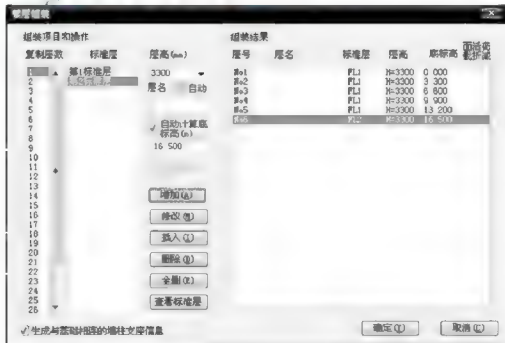 楼层组装
组装项目和操作
复制层数 标准层 层高(mm)
1
2
3
4
5
6
7
8
9
10
11
12
13
14
15
16
17
18
19
20
21
22
23
24
25
26
第1标准层
3300
层名 自动
自动计算底
标高(m)
16.500
增加(A)
修改(M)
插入(I)
删除(D)
全删(E)
查看标准层
组装结果
层号 层名 标准层 层高 底标高
No1 FL1 H=3300 0.000
No2 FL1 H=3300 3.300
No3 FL1 H=3300 6.600
No4 FL1 H=3300 9.900
No5 FL1 H=3300 13.200
No6 H=3300 16.500
生成与基础相连的墙柱支座信息
确定(Y) 取消(C)